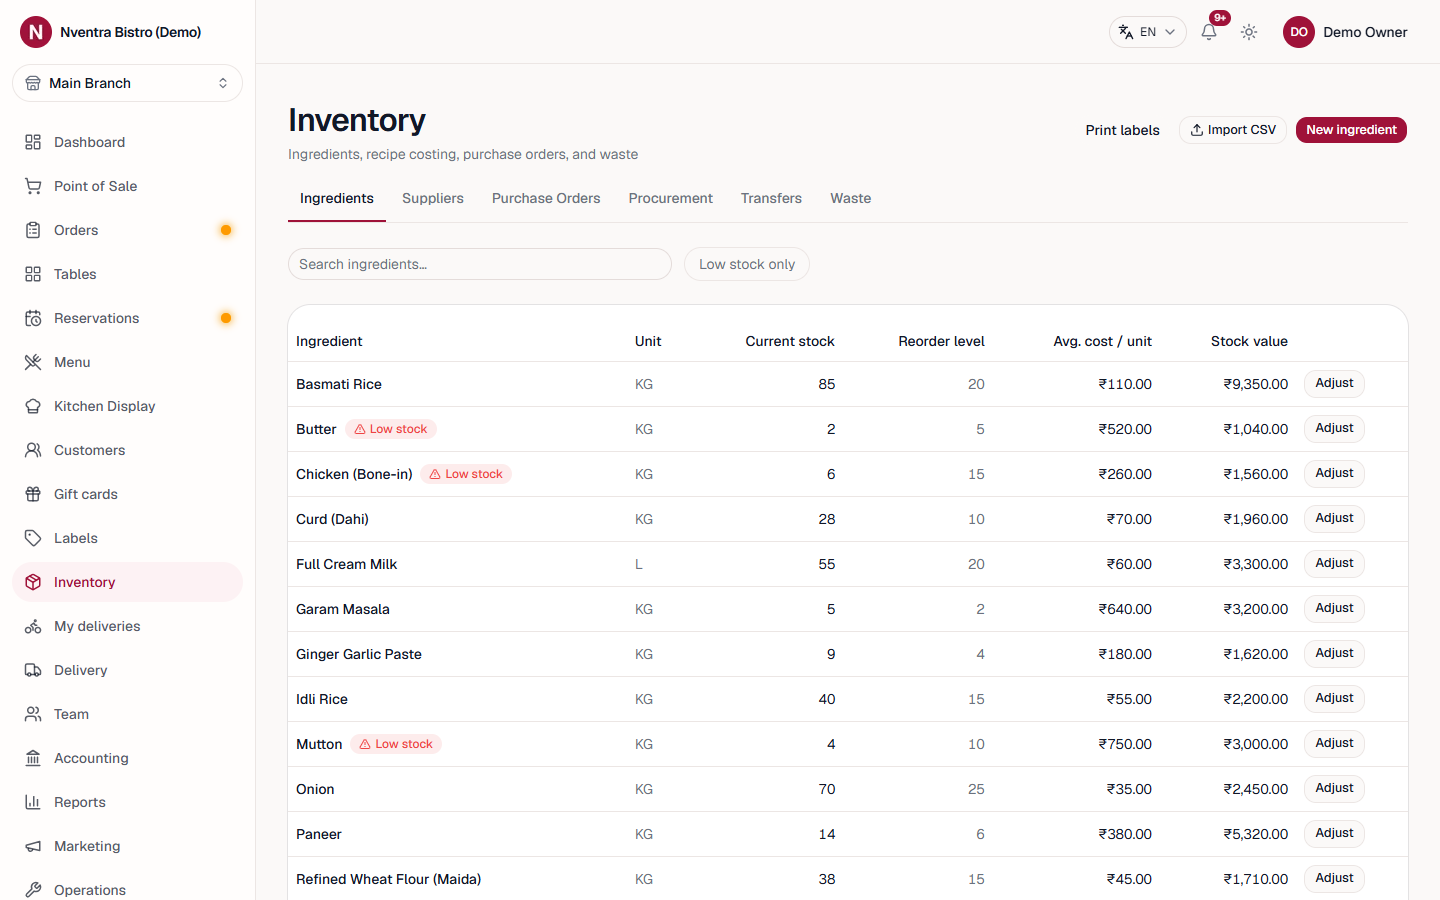 N Nventra Bistro (Demo)
Main Branch
Dashboard
Point of Sale
Orders
Tables
Reservations
Menu
Kitchen Display
Customers
Gift cards
Labels
Inventory
My deliveries
Delivery
Team
Accounting
Reports
Marketing
Operations
EN 9+ DO Demo Owner
Inventory
Ingredients, recipe costing, purchase orders, and waste
Print labels Import CSV New ingredient
Ingredients Suppliers Purchase Orders Procurement Transfers Waste
Search ingredients... Low stock only
Ingredient Unit Current stock Reorder level Avg. cost / unit Stock value
Basmati Rice KG 85 20 ₹110.00 ₹9,350.00 Adjust
Butter Low stock KG 2 5 ₹520.00 ₹1,040.00 Adjust
Chicken (Bone-in) Low stock KG 6 15 ₹260.00 ₹1,560.00 Adjust
Curd (Dahi) KG 28 10 ₹70.00 ₹1,960.00 Adjust
Full Cream Milk L 55 20 ₹60.00 ₹3,300.00 Adjust
Garam Masala KG 5 2 ₹640.00 ₹3,200.00 Adjust
Ginger Garlic Paste KG 9 4 ₹180.00 ₹1,620.00 Adjust
Idli Rice KG 40 15 ₹55.00 ₹2,200.00 Adjust
Mutton Low stock KG 4 10 ₹750.00 ₹3,000.00 Adjust
Onion KG 70 25 ₹35.00 ₹2,450.00 Adjust
Paneer KG 14 6 ₹380.00 ₹5,320.00 Adjust
Refined Wheat Flour (Maida) KG 38 15 ₹45.00 ₹1,710.00 Adjust